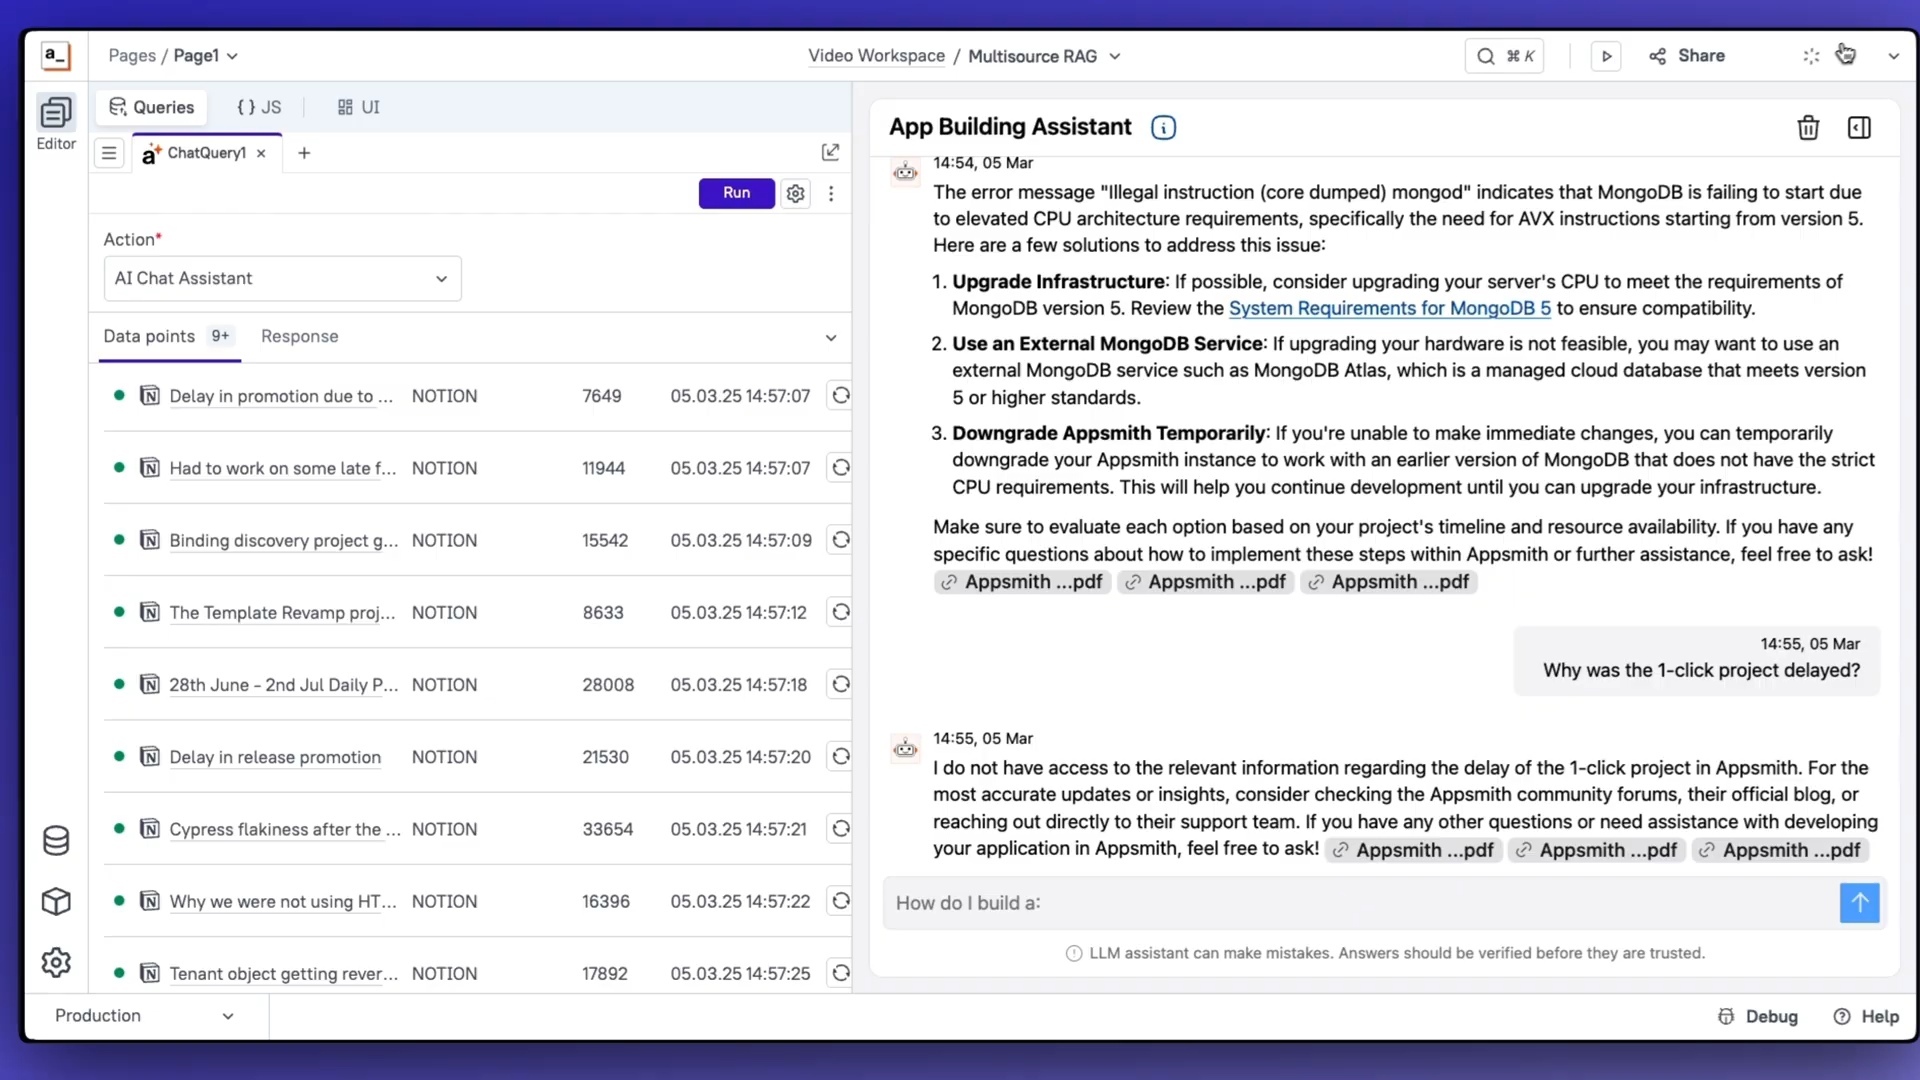 a_
Pages / Page1
Video Workspace / Multisource RAG
⌘ K
Share
Editor
Queries
{ } JS
UI
ChatQuery1
Run
Action*
AI Chat Assistant
Data points 9+
Response
Delay in promotion due to ... NOTION 7649 05.03.25 14:57:07
Had to work on some late f... NOTION 11944 05.03.25 14:57:07
Binding discovery project g... NOTION 15542 05.03.25 14:57:09
The Template Revamp proj... NOTION 8633 05.03.25 14:57:12
28th June - 2nd Jul Daily P... NOTION 28008 05.03.25 14:57:18
Delay in release promotion NOTION 21530 05.03.25 14:57:20
Cypress flakiness after the ... NOTION 33654 05.03.25 14:57:21
Why we were not using HT... NOTION 16396 05.03.25 14:57:22
Tenant object getting rever... NOTION 17892 05.03.25 14:57:25
App Building Assistant
14:54, 05 Mar
The error message "Illegal instruction (core dumped) mongod" indicates that MongoDB is failing to start due
to elevated CPU architecture requirements, specifically the need for AVX instructions starting from version 5.
Here are a few solutions to address this issue:
1. Upgrade Infrastructure: If possible, consider upgrading your server's CPU to meet the requirements of
MongoDB version 5. Review the System Requirements for MongoDB 5 to ensure compatibility.
2. Use an External MongoDB Service: If upgrading your hardware is not feasible, you may want to use an
external MongoDB service such as MongoDB Atlas, which is a managed cloud database that meets version
5 or higher standards.
3. Downgrade Appsmith Temporarily: If you're unable to make immediate changes, you can temporarily
downgrade your Appsmith instance to work with an earlier version of MongoDB that does not have the strict
CPU requirements. This will help you continue development until you can upgrade your infrastructure.
Make sure to evaluate each option based on your project's timeline and resource availability. If you have any
specific questions about how to implement these steps within Appsmith or further assistance, feel free to ask!
Appsmith ...pdf Appsmith ...pdf Appsmith ...pdf
14:55, 05 Mar
Why was the 1-click project delayed?
14:55, 05 Mar
I do not have access to the relevant information regarding the delay of the 1-click project in Appsmith. For the
most accurate updates or insights, consider checking the Appsmith community forums, their official blog, or
reaching out directly to their support team. If you have any other questions or need assistance with developing
your application in Appsmith, feel free to ask! Appsmith ...pdf Appsmith ...pdf Appsmith ...pdf
How do I build a:
LLM assistant can make mistakes. Answers should be verified before they are trusted.
Production
Debug
Help